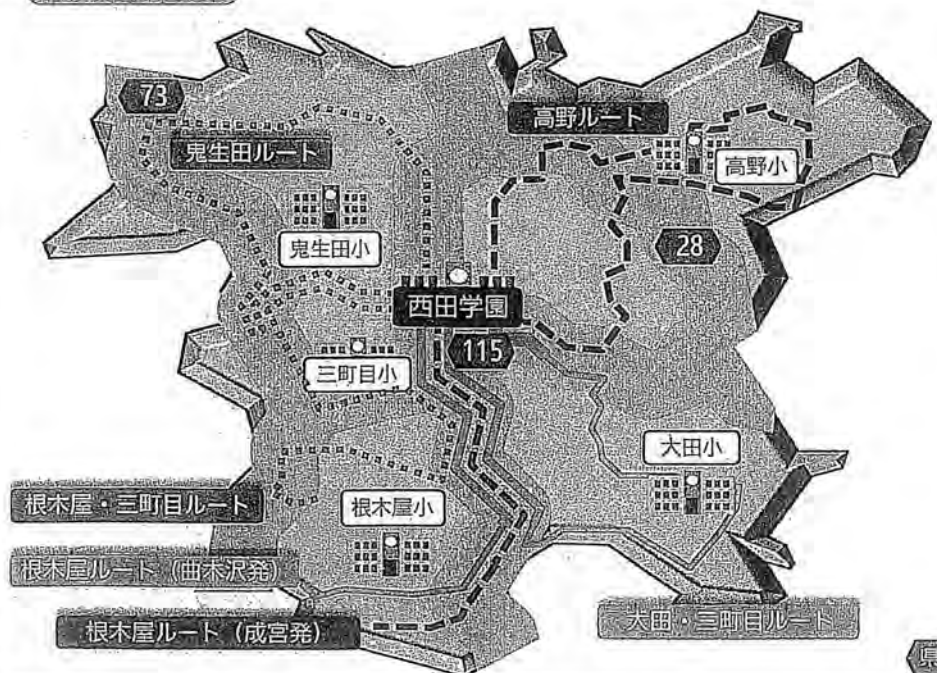 73
高野ルート
鬼生田ルート
高野小
鬼生田小
28
西田学園
115
三町目小
大田小
根木屋・三町目ルート
根木屋小
根木屋ルート（曲木沢発）
根木屋ルート（成宮発）
大田・三町目ルート
県